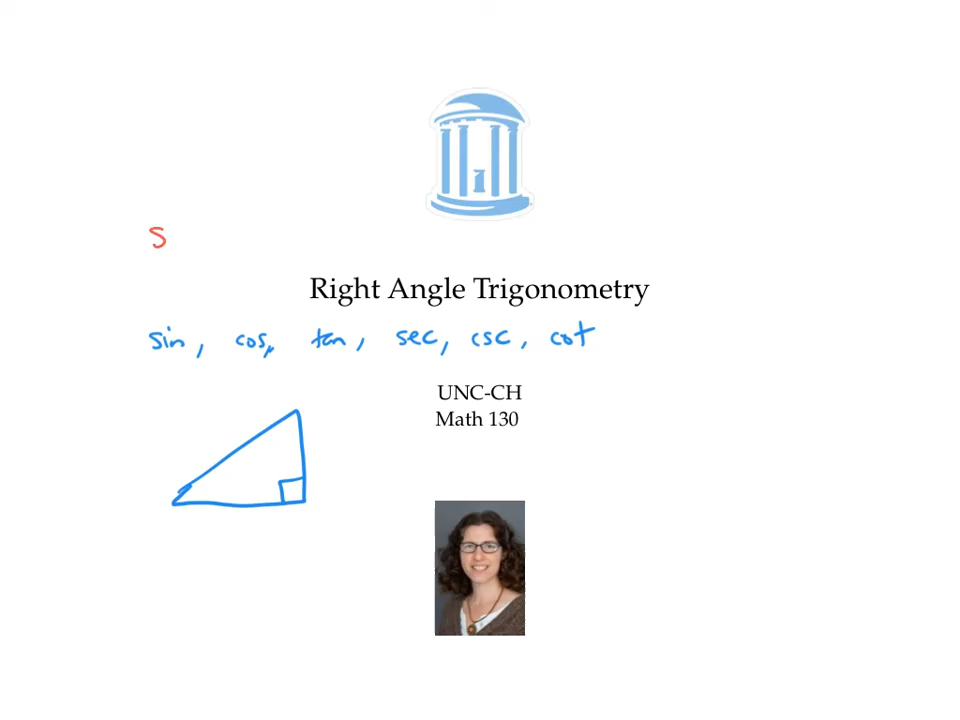 S
Right Angle Trigonometry
sin, cos, tan, sec, csc, cot
UNC-CH
Math 130